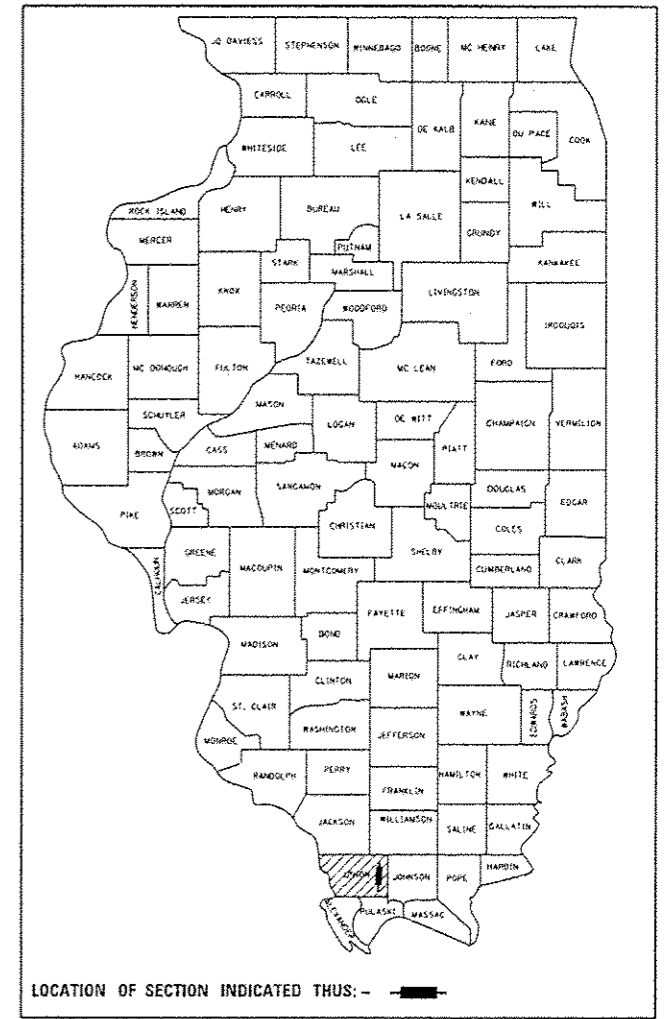 JO DAVIESS STEPHENSON WINNEBAGO BOONE MC HENRY LAKE
CARROLL OGLE DE KALB KANE DU PAGE COOK
WHITESIDE LEE KENDALL WILL
ROCK ISLAND HENRY BUREAU LA SALLE GRUNDY
MERCER PUTNAM KANKAKEE
STARK MARSHALL
HENDERSON WARREN KNOX PEORIA WOODFORD LIVINGSTON IROQUOIS
HANCOCK MC DONOUGH FULTON TAZEWELL MC LEAN FORD
SCHUYLER MASON LOGAN DE WITT CHAMPAIGN VERMILION
ADAMS BROWN CASS MENARD MACON PIATT
PIKE SCOTT MORGAN SANGAMON CHRISTIAN MOULTRIE DOUGLAS EDGAR
COLES
CALHOUN GREENE MACOUPIN MONTGOMERY SHELBY CUMBERLAND CLARK
JERSEY FAYETTE EFFINGHAM JASPER CRAWFORD
MADISON BOND CLAY RICHLAND LAWRENCE
CLINTON MARION
ST. CLAIR WAYNE EDWARDS WABASH
MONROE WASHINGTON JEFFERSON
RANDOLPH PERRY HAMILTON WHITE
FRANKLIN
JACKSON WILLIAMSON SALINE GALLATIN
UNION JOHNSON POPE HARDIN
ALEXANDER PULASKI MASSAC
LOCATION OF SECTION INDICATED THUS: -